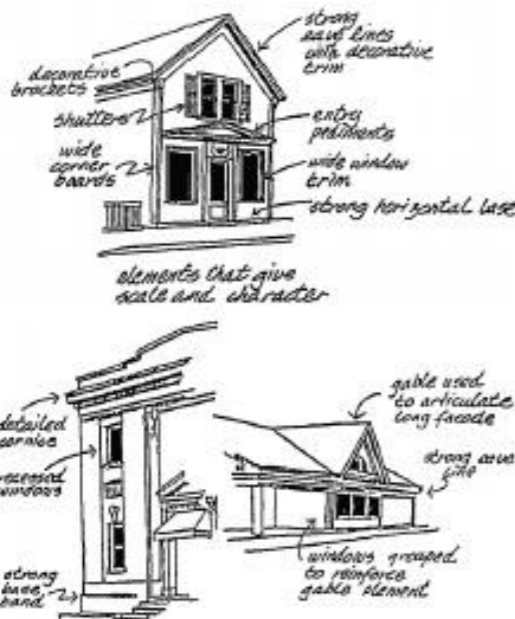 strong
eave lines
with decorative
trim
decorative
brackets
shutters
entry
pediments
wide
corner
boards
wide window
trim
strong horizontal base
elements that give
scale and character
gable used
to articulate
long facade
detailed
cornice
strong eave
line
recessed
windows
windows grouped
to reinforce
gable element
strong
base
band